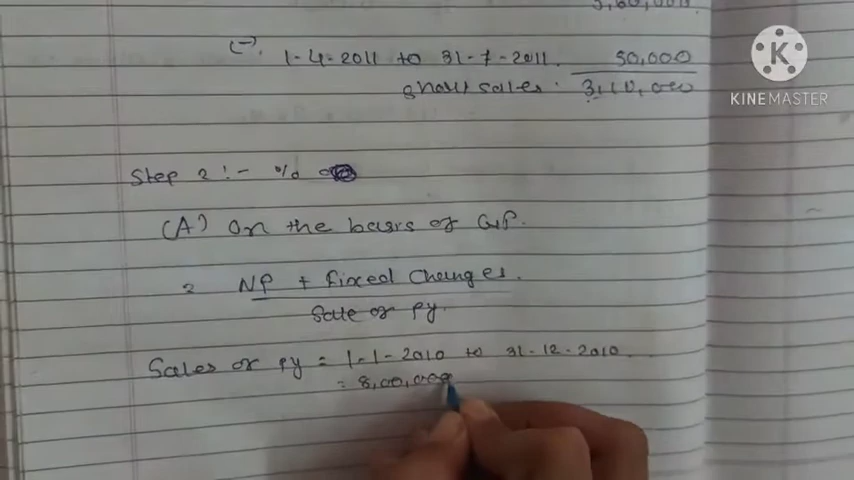 (-). 1-4-2011 to 31-7-2011. 50,000
short sales. 3,10,000
KINEMASTER
Step 2 :- %
(A) On the basis of GP.
= NP + fixed Charges.
Sale of Py.
Sales of Py = 1-1-2010 to 31-12-2010.
= 8,00,000